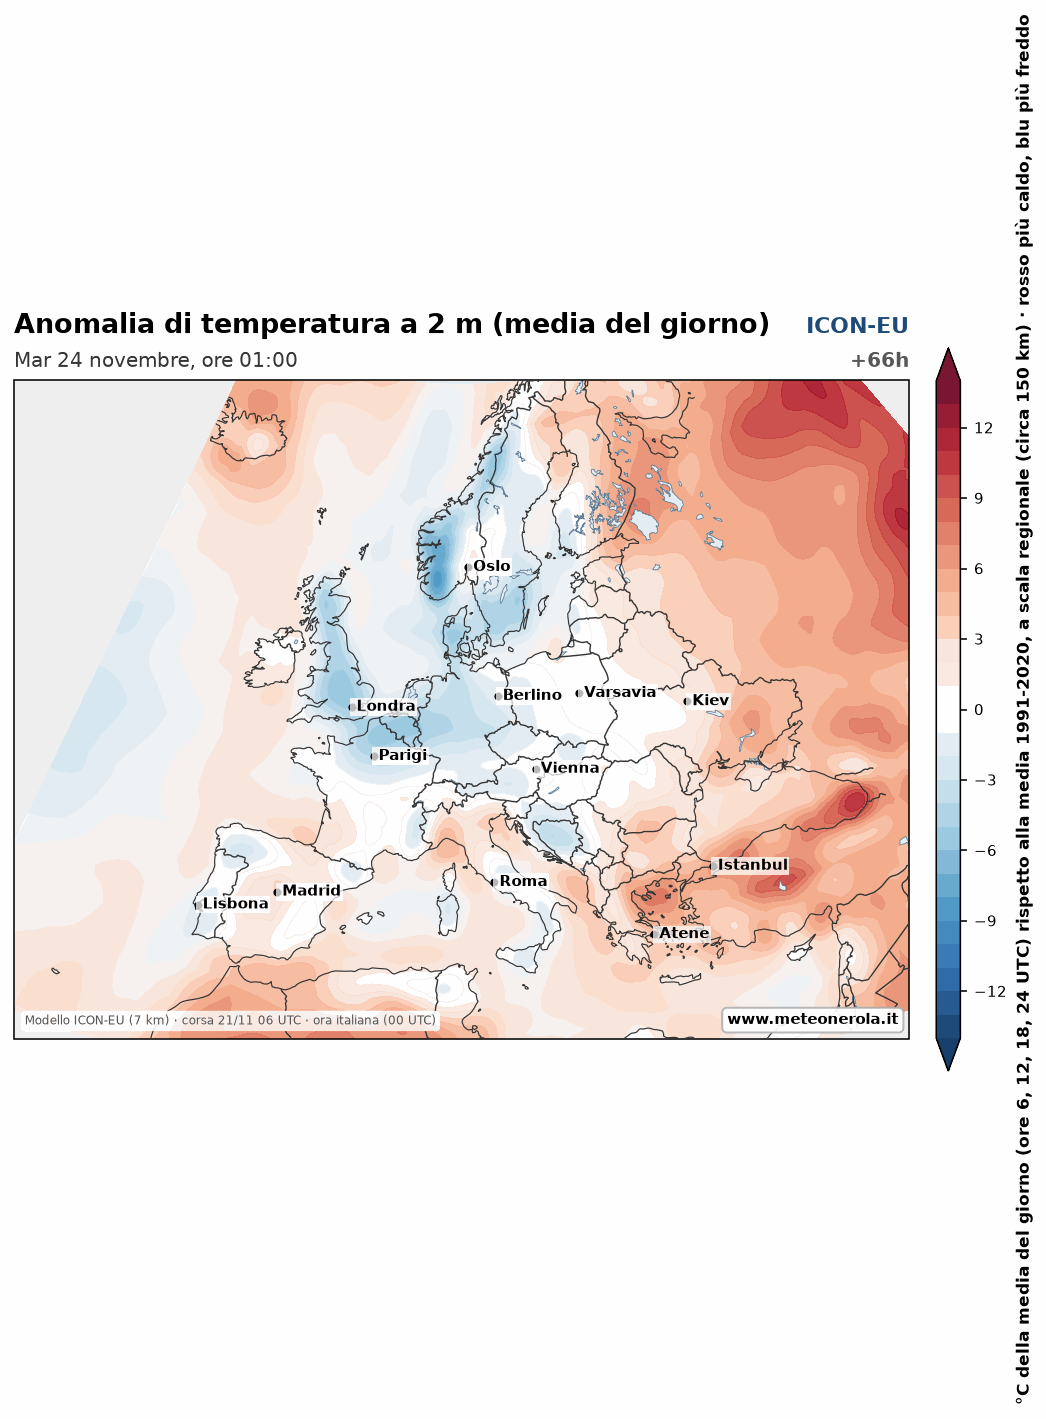 Anomalia di temperatura a 2 m (media del giorno)
ICON-EU
Mar 24 novembre, ore 01:00
+66h
Oslo
Londra
Berlino
Varsavia
Kiev
Parigi
Vienna
Istanbul
Madrid
Roma
Lisbona
Atene
Modello ICON-EU (7 km) · corsa 21/11 06 UTC · ora italiana (00 UTC)
www.meteonerola.it
12
9
6
3
0
−3
−6
−9
−12
°C della media del giorno (ore 6, 12, 18, 24 UTC) rispetto alla media 1991-2020, a scala regionale (circa 150 km) · rosso più caldo, blu più freddo